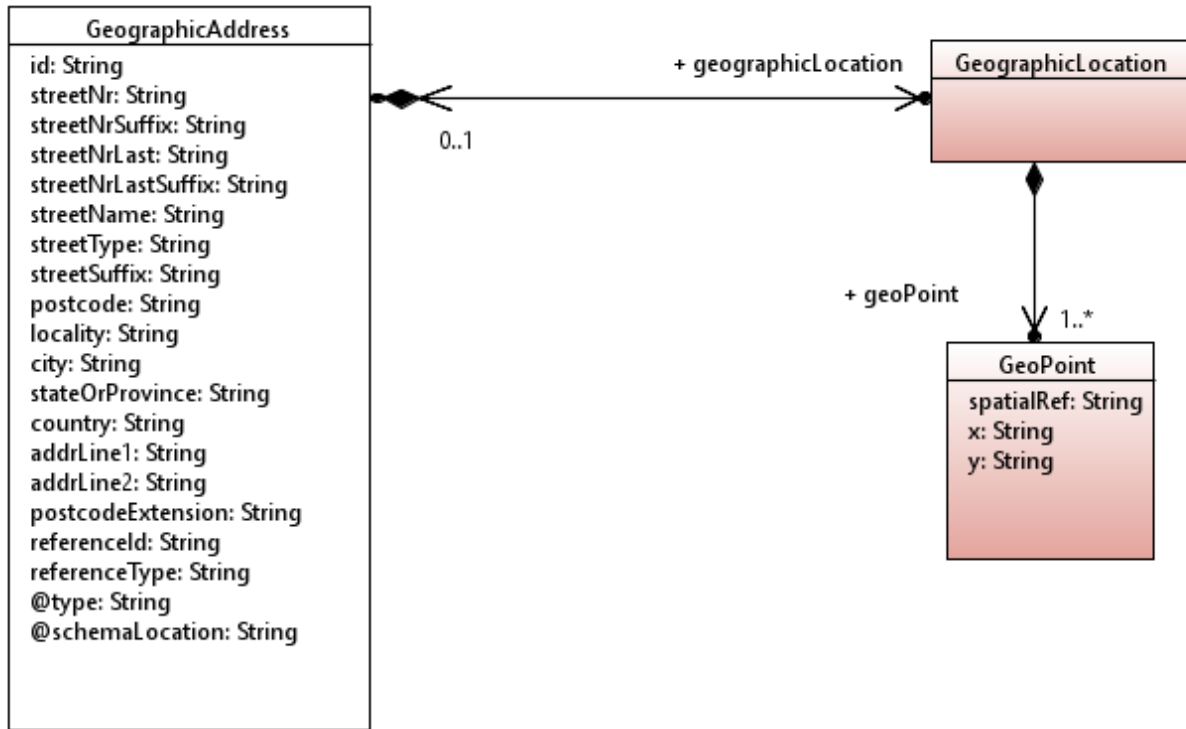 GeographicAddress
id: String
streetNr: String
streetNrSuffix: String
streetNrLast: String
streetNrLastSuffix: String
streetName: String
streetType: String
streetSuffix: String
postcode: String
locality: String
city: String
stateOrProvince: String
country: String
addrLine1: String
addrLine2: String
postcodeExtension: String
referenceId: String
referenceType: String
@type: String
@schemaLocation: String
+ geographicLocation
0..1
GeographicLocation
+ geoPoint
1..*
GeoPoint
spatialRef: String
x: String
y: String